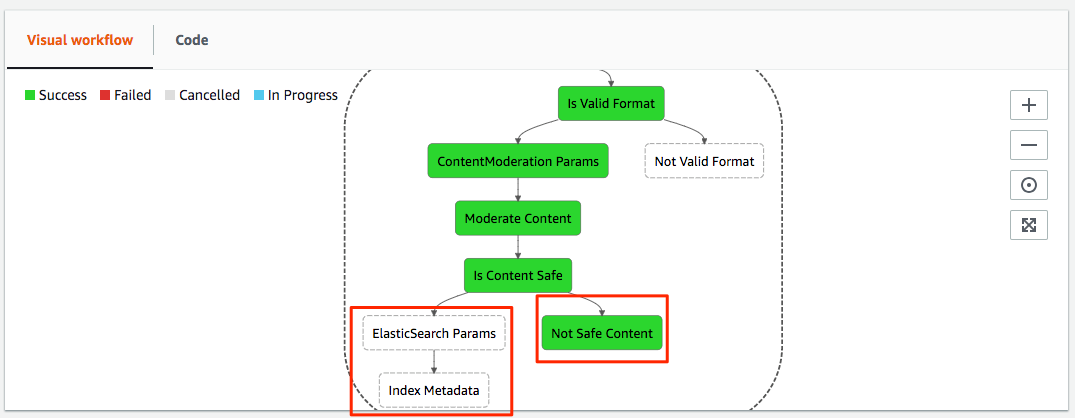 Visual workflow
Code
Success
Failed
Cancelled
In Progress
Is Valid Format
ContentModeration Params
Not Valid Format
Moderate Content
Is Content Safe
ElasticSearch Params
Not Safe Content
Index Metadata